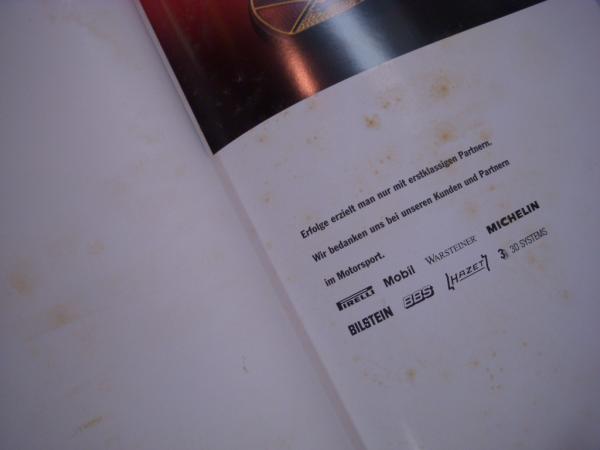 Erfolge erzielt man nur mit erstklassigen Partnern.
Wir bedanken uns bei unseren Kunden und Partnern
im Motorsport.
PIRELLI Mobil WARSTEINER MICHELIN
BILSTEIN BBS HAZET 3D SYSTEMS